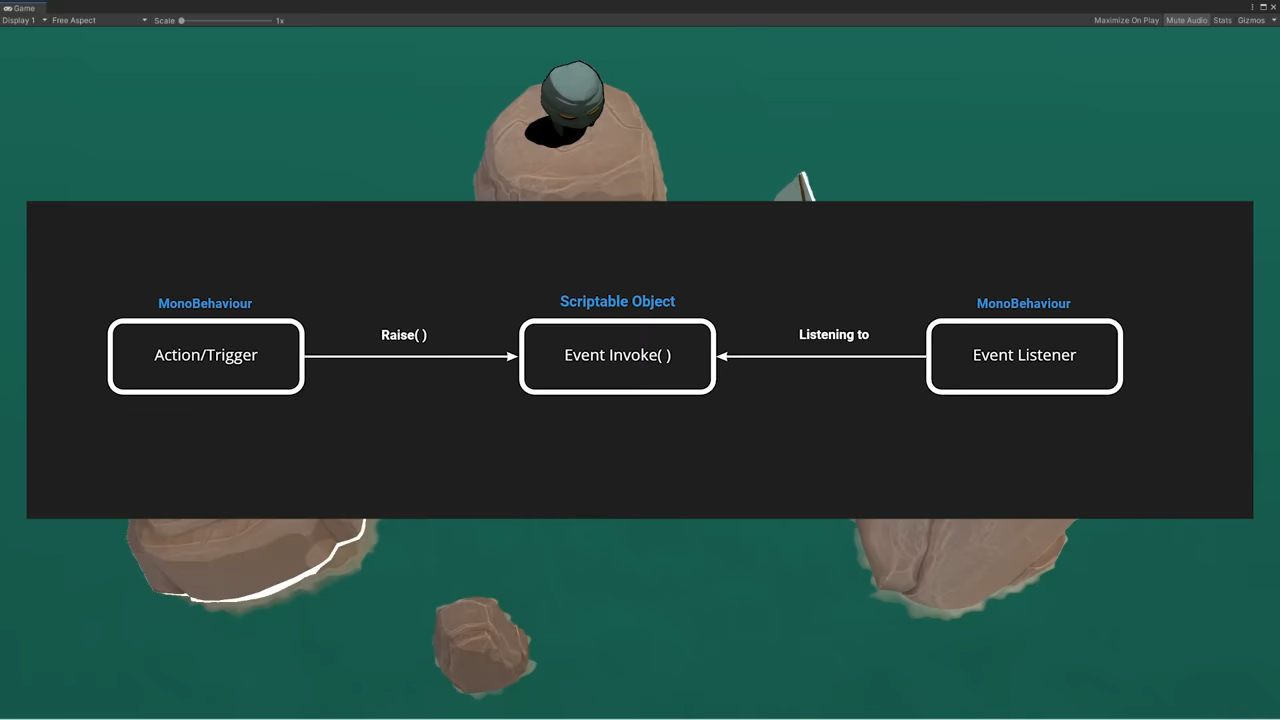 Game
Display 1
Free Aspect
Scale
1x
Maximize On Play
Mute Audio
Stats
Gizmos
MonoBehaviour
Scriptable Object
MonoBehaviour
Action/Trigger
Raise( )
Event Invoke( )
Listening to
Event Listener